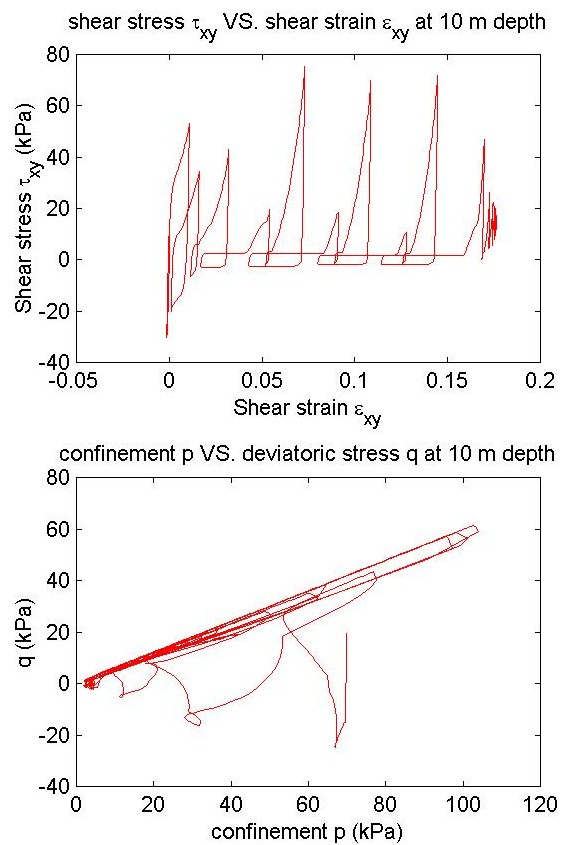 shear stress τxy VS. shear strain εxy at 10 m depth
80
60
40
20
0
-20
-40
Shear stress τxy (kPa)
-0.05 0 0.05 0.1 0.15 0.2
Shear strain εxy
confinement p VS. deviatoric stress q at 10 m depth
80
60
40
20
0
-20
-40
q (kPa)
0 20 40 60 80 100 120
confinement p (kPa)